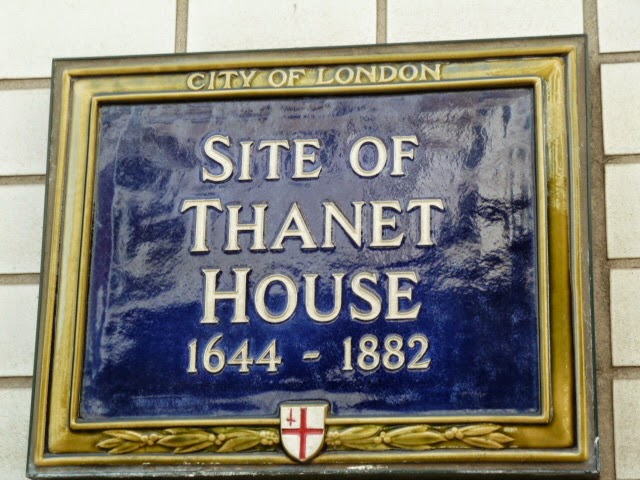 CITY OF LONDON
SITE OF
THANET
HOUSE
1644 - 1882